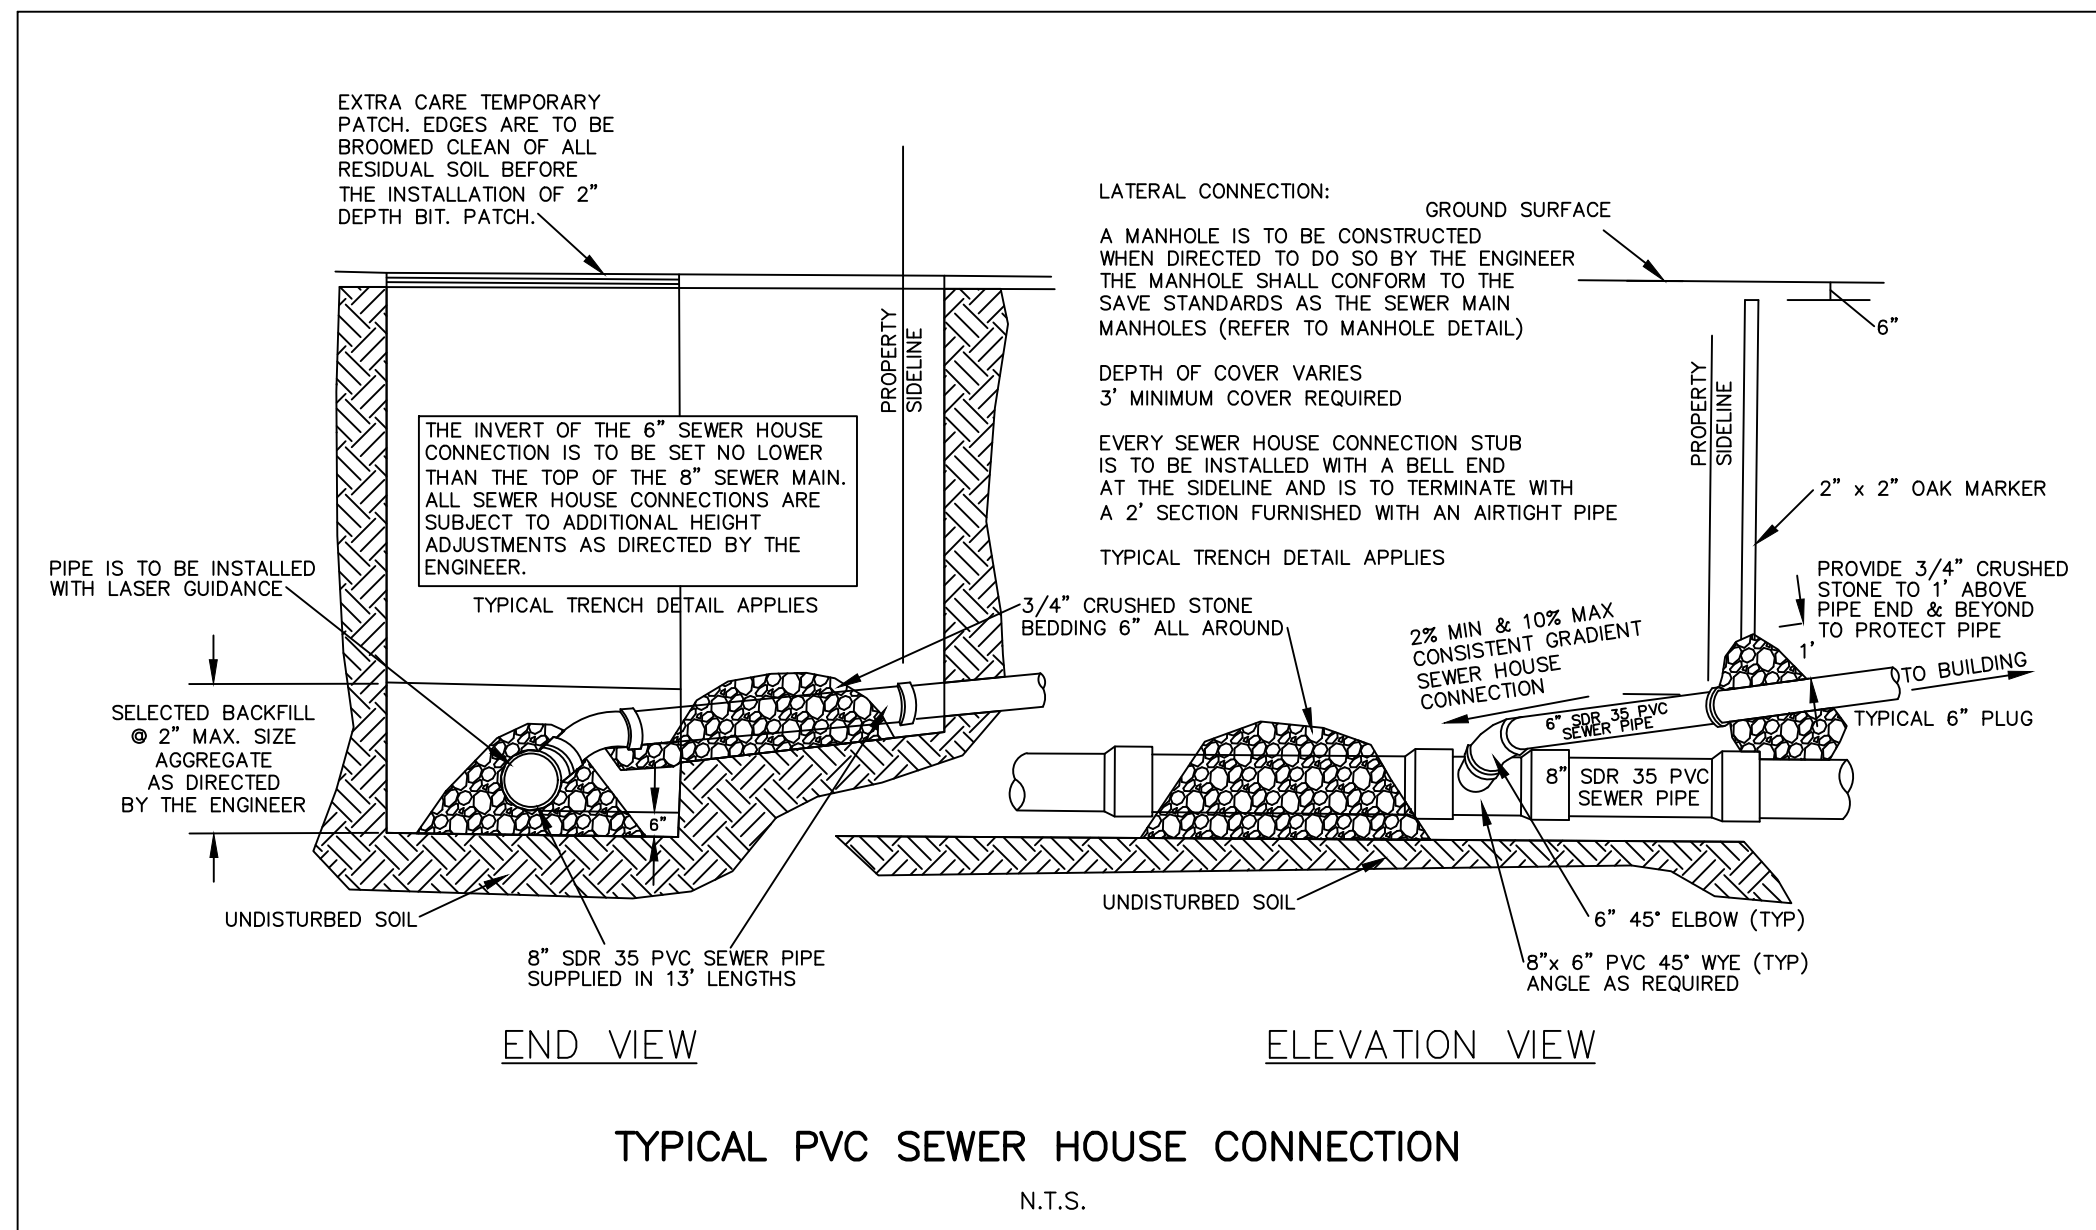 EXTRA CARE TEMPORARY
PATCH. EDGES ARE TO BE
BROOMED CLEAN OF ALL
RESIDUAL SOIL BEFORE
THE INSTALLATION OF 2"
DEPTH BIT. PATCH.
PROPERTY
SIDELINE
THE INVERT OF THE 6" SEWER HOUSE
CONNECTION IS TO BE SET NO LOWER
THAN THE TOP OF THE 8" SEWER MAIN.
ALL SEWER HOUSE CONNECTIONS ARE
SUBJECT TO ADDITIONAL HEIGHT
ADJUSTMENTS AS DIRECTED BY THE
ENGINEER.
TYPICAL TRENCH DETAIL APPLIES
PIPE IS TO BE INSTALLED
WITH LASER GUIDANCE
SELECTED BACKFILL
@ 2" MAX. SIZE
AGGREGATE
AS DIRECTED
BY THE ENGINEER
6"
UNDISTURBED SOIL
8" SDR 35 PVC SEWER PIPE
SUPPLIED IN 13' LENGTHS
3/4" CRUSHED STONE
BEDDING 6" ALL AROUND
END VIEW
LATERAL CONNECTION:
A MANHOLE IS TO BE CONSTRUCTED
WHEN DIRECTED TO DO SO BY THE ENGINEER
THE MANHOLE SHALL CONFORM TO THE
SAVE STANDARDS AS THE SEWER MAIN
MANHOLES (REFER TO MANHOLE DETAIL)
DEPTH OF COVER VARIES
3' MINIMUM COVER REQUIRED
EVERY SEWER HOUSE CONNECTION STUB
IS TO BE INSTALLED WITH A BELL END
AT THE SIDELINE AND IS TO TERMINATE WITH
A 2' SECTION FURNISHED WITH AN AIRTIGHT PIPE
TYPICAL TRENCH DETAIL APPLIES
GROUND SURFACE
6"
PROPERTY
SIDELINE
2" x 2" OAK MARKER
PROVIDE 3/4" CRUSHED
STONE TO 1' ABOVE
PIPE END & BEYOND
TO PROTECT PIPE
1'
2% MIN & 10% MAX
CONSISTENT GRADIENT
SEWER HOUSE
CONNECTION
TO BUILDING
6" SDR 35 PVC
SEWER PIPE
TYPICAL 6" PLUG
8" SDR 35 PVC
SEWER PIPE
UNDISTURBED SOIL
6" 45° ELBOW (TYP)
8"x 6" PVC 45° WYE (TYP)
ANGLE AS REQUIRED
ELEVATION VIEW
TYPICAL PVC SEWER HOUSE CONNECTION
N.T.S.